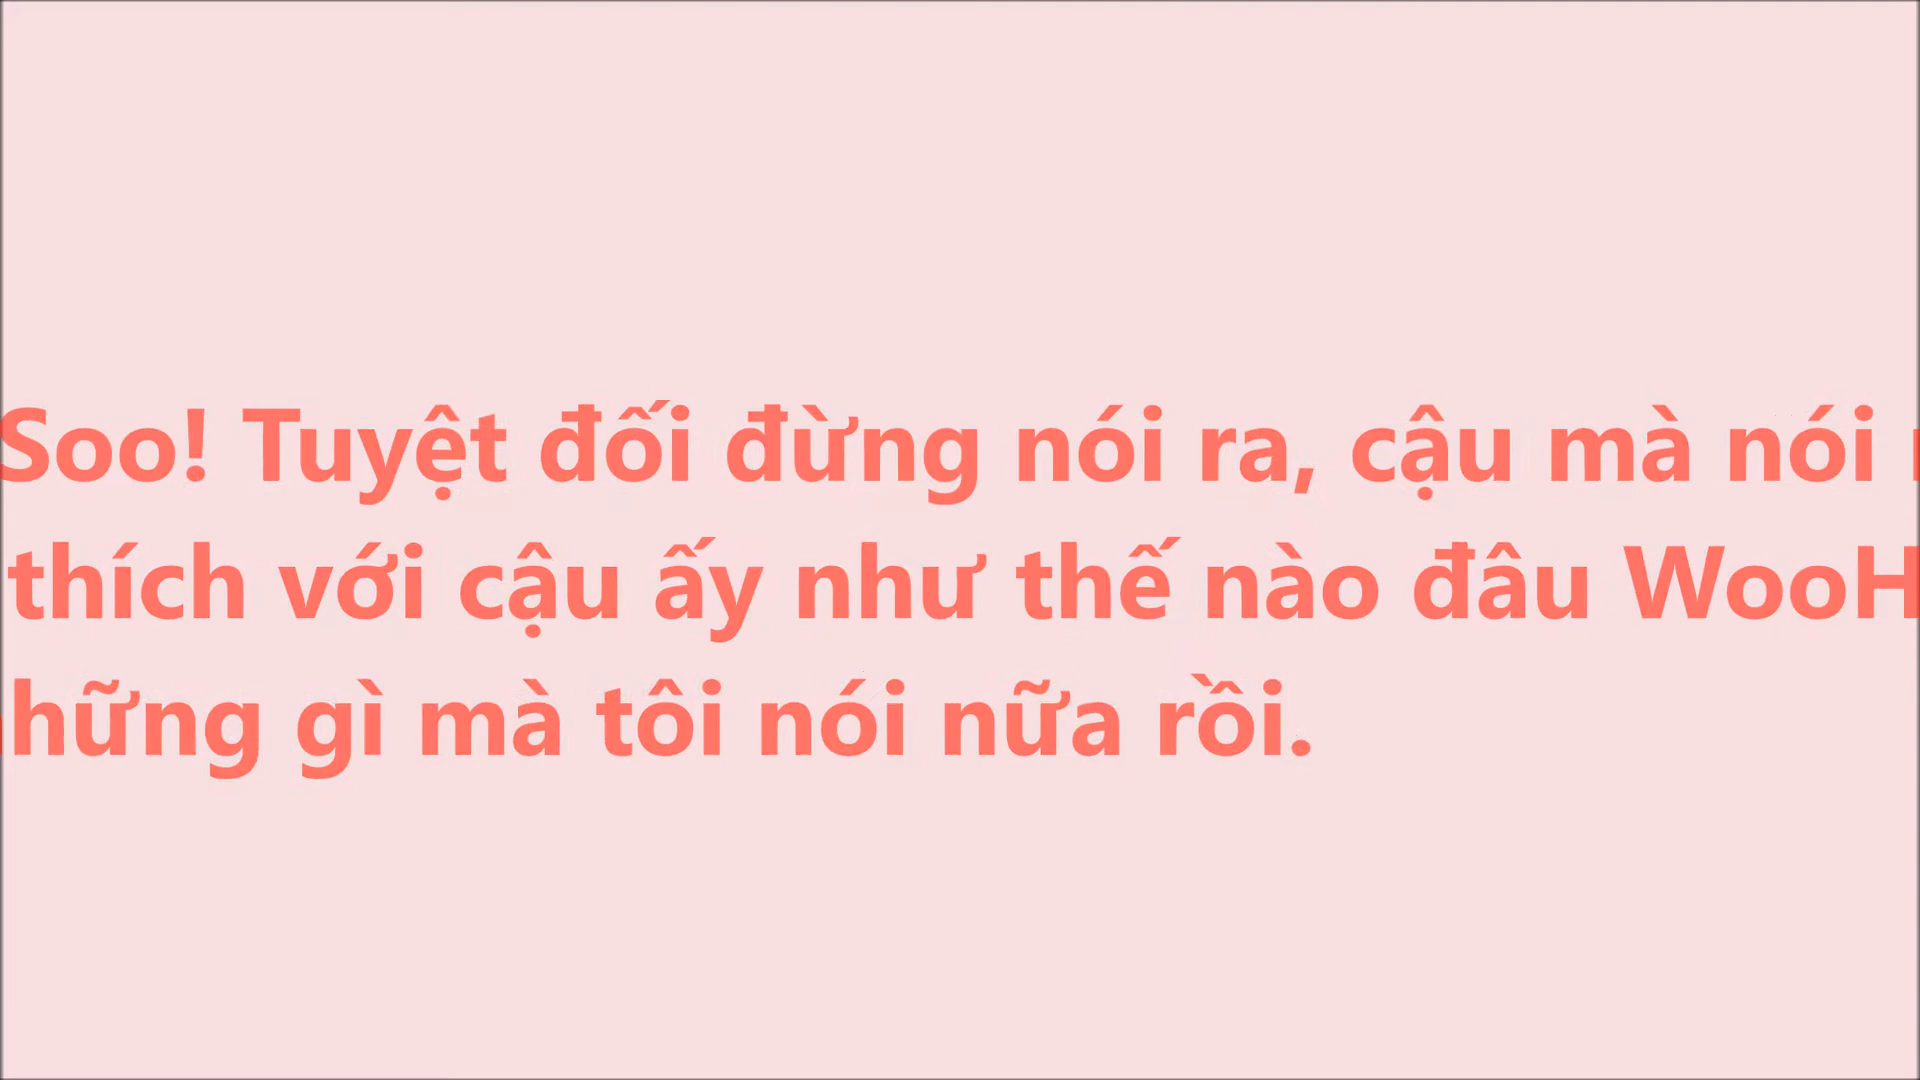 Soo! Tuyệt đối đừng nói ra, cậu mà nói
thích với cậu ấy như thế nào đâu WooH
hững gì mà tôi nói nữa rồi.